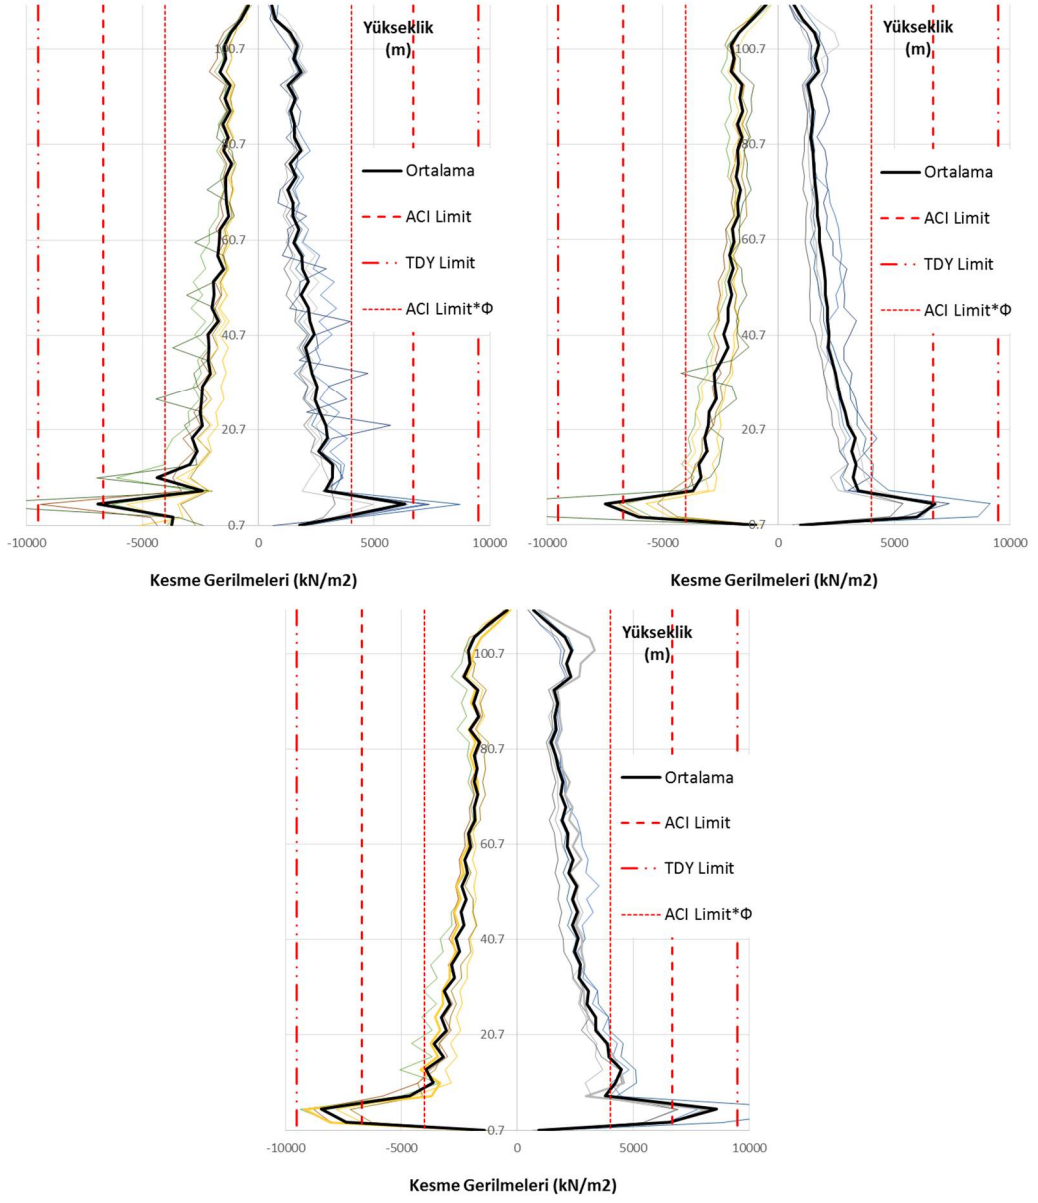 Yükseklik
(m)
100.7
80.7
60.7
40.7
20.7
0.7
Ortalama
ACI Limit
TDY Limit
ACI Limit*Φ
-10000
-5000
0
5000
10000
Kesme Gerilmeleri (kN/m2)
Yükseklik
(m)
100.7
80.7
60.7
40.7
20.7
0.7
Ortalama
ACI Limit
TDY Limit
ACI Limit*Φ
-10000
-5000
0
5000
10000
Kesme Gerilmeleri (kN/m2)
Yükseklik
(m)
100.7
80.7
60.7
40.7
20.7
0.7
Ortalama
ACI Limit
TDY Limit
ACI Limit*Φ
-10000
-5000
0
5000
10000
Kesme Gerilmeleri (kN/m2)